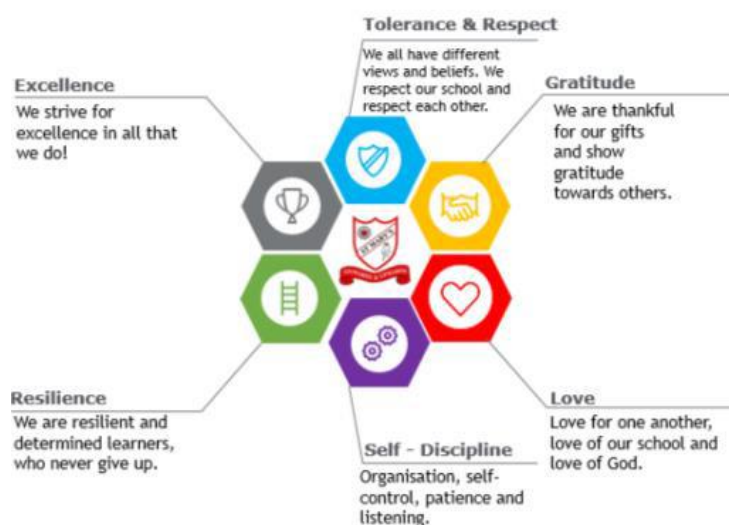 Tolerance & Respect
We all have different
views and beliefs. We
respect our school and
respect each other.
Excellence
We strive for
excellence in all that
we do!
Gratitude
We are thankful
for our gifts
and show
gratitude
towards others.
ST MARY'S
Resilience
We are resilient and
determined learners,
who never give up.
Love
Love for one another,
love of our school and
love of God.
Self - Discipline
Organisation, self-
control, patience and
listening.